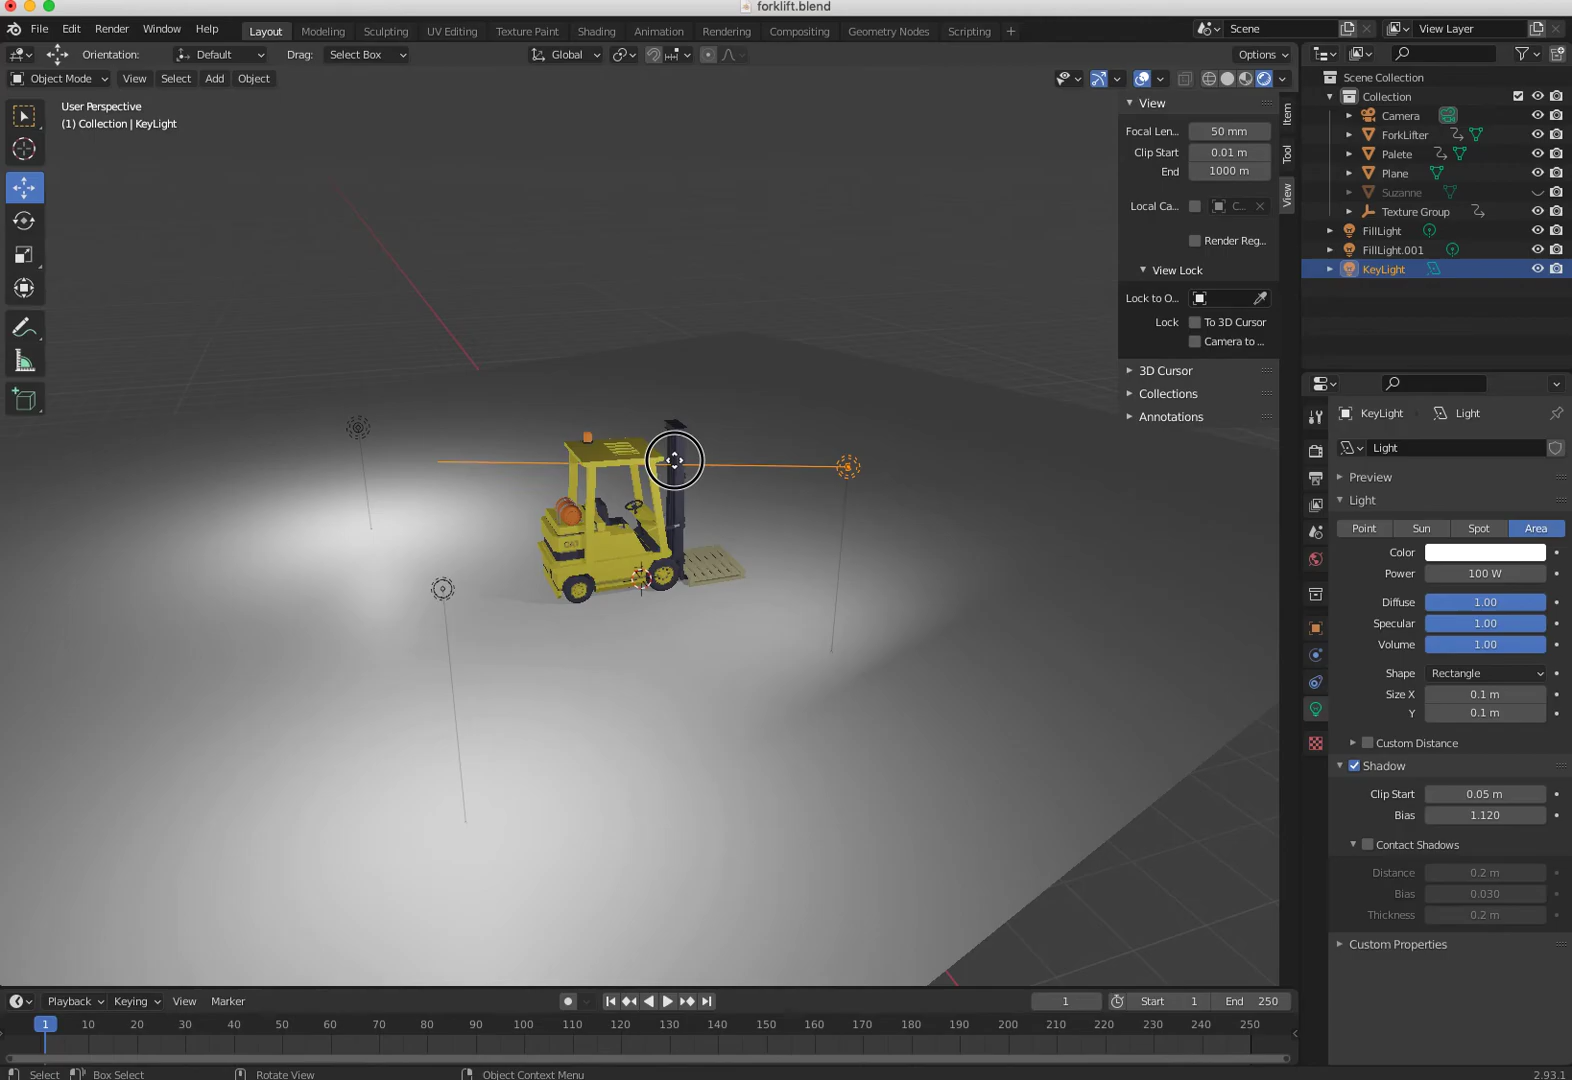 forklift.blend
File Edit Render Window Help Layout Modeling Sculpting UV Editing Texture Paint Shading Animation Rendering Compositing Geometry Nodes Scripting + Scene View Layer
Orientation: Default Drag: Select Box Global Options
Object Mode View Select Add Object
User Perspective
(1) Collection | KeyLight
View
Focal Len... 50 mm
Clip Start 0.01 m
End 1000 m
Local Ca... C...
Render Reg...
View Lock
Lock to O...
Lock To 3D Cursor
Camera to ...
3D Cursor
Collections
Annotations
Item
Tool
View
Scene Collection
Collection
Camera
ForkLifter
Palete
Plane
Suzanne
Texture Group
FillLight
FillLight.001
KeyLight
KeyLight Light
Light
Preview
Light
Point Sun Spot Area
Color
Power 100 W
Diffuse 1.00
Specular 1.00
Volume 1.00
Shape Rectangle
Size X 0.1 m
Y 0.1 m
Custom Distance
Shadow
Clip Start 0.05 m
Bias 1.120
Contact Shadows
Distance 0.2 m
Bias 0.030
Thickness 0.2 m
Custom Properties
Playback Keying View Marker 1 Start 1 End 250
1 10 20 30 40 50 60 70 80 90 100 110 120 130 140 150 160 170 180 190 200 210 220 230 240 250
Select Box Select Rotate View Object Context Menu 2.93.1